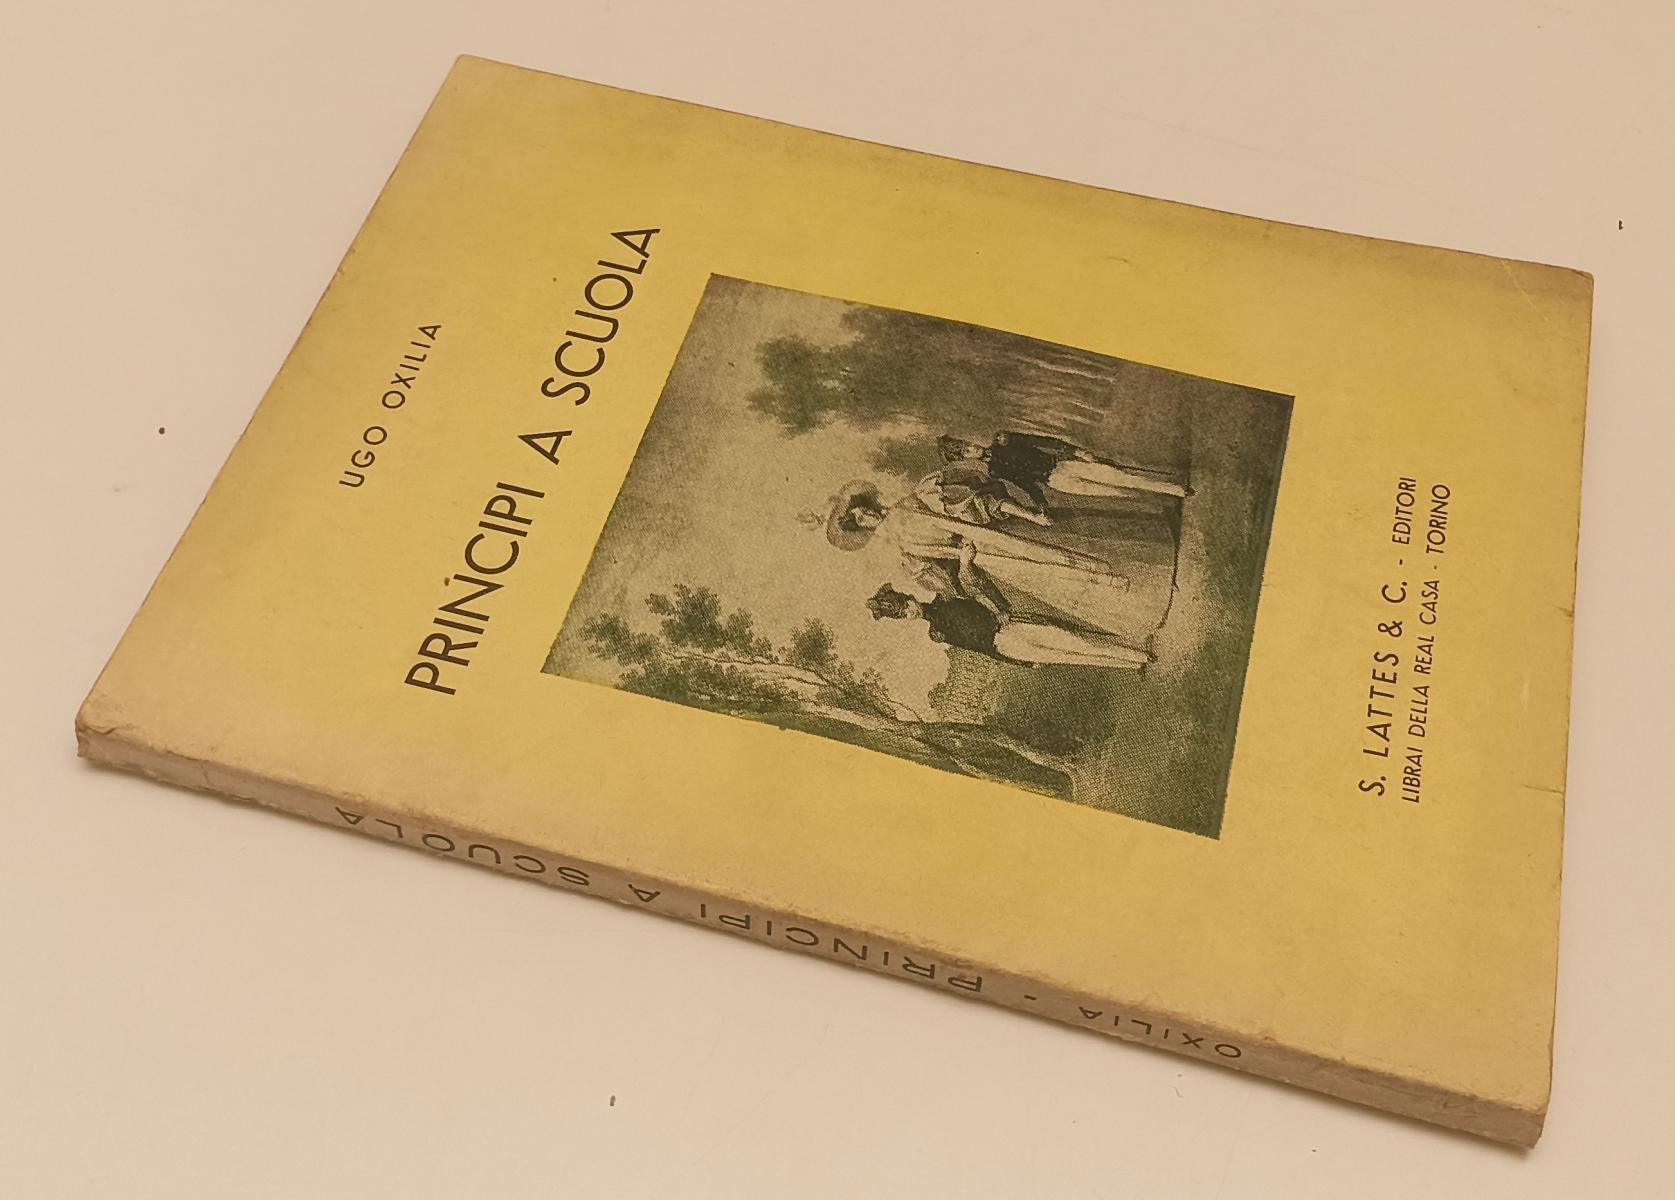 UGO OXILIA
PRINCIPI A SCUOLA
S. LATTES & C. - EDITORI
LIBRAI DELLA REAL CASA - TORINO
OXILIA - PRINCIPI A SCUOLA